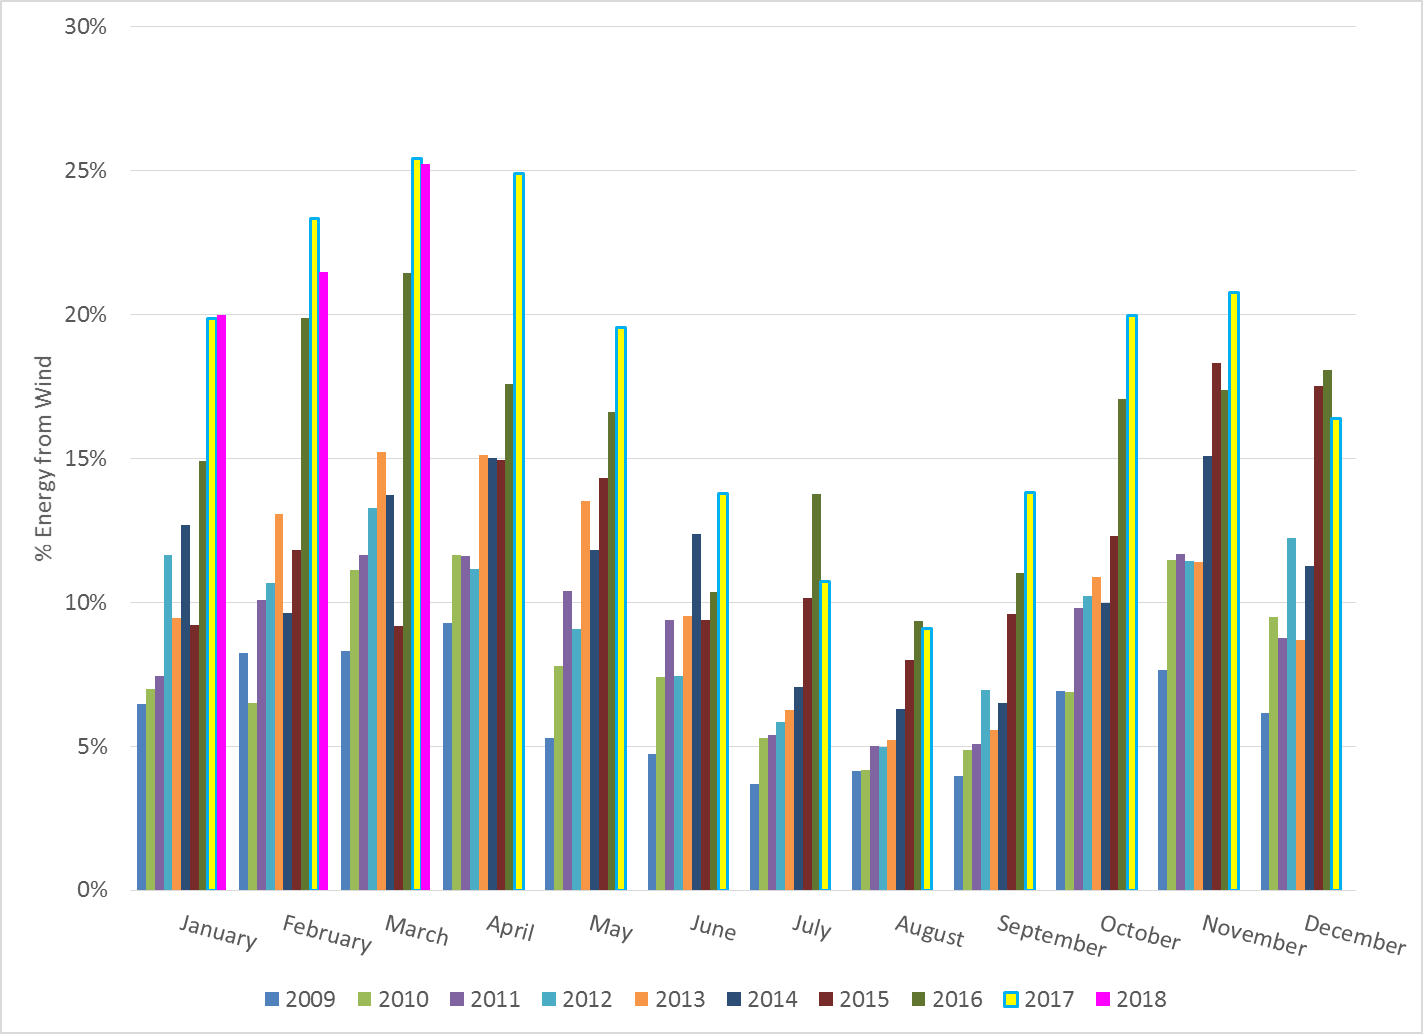 30%
25%
20%
15%
10%
5%
0%
% Energy from Wind
January February March April May June July August September October November December
2009 2010 2011 2012 2013 2014 2015 2016 2017 2018